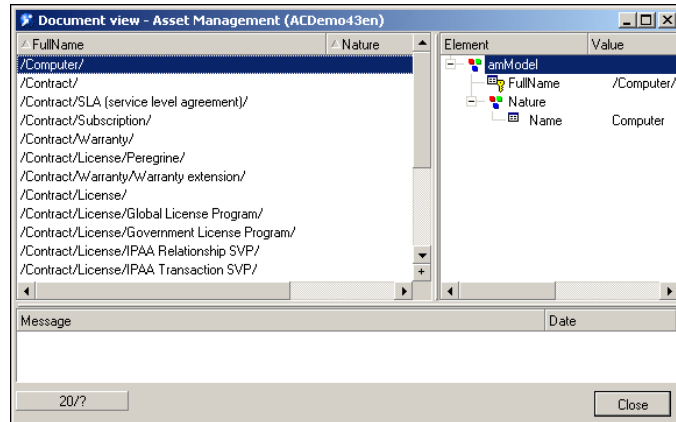 Document view - Asset Management (ACDemo43en)
FullName Nature
/Computer/
/Contract/
/Contract/SLA (service level agreement)/
/Contract/Subscription/
/Contract/Warranty/
/Contract/License/Peregrine/
/Contract/Warranty/Warranty extension/
/Contract/License/
/Contract/License/Global License Program/
/Contract/License/Government License Program/
/Contract/License/IPAA Relationship SVP/
/Contract/License/IPAA Transaction SVP/
Element Value
amModel
FullName /Computer/
Nature
Name Computer
Message Date
20/?
Close